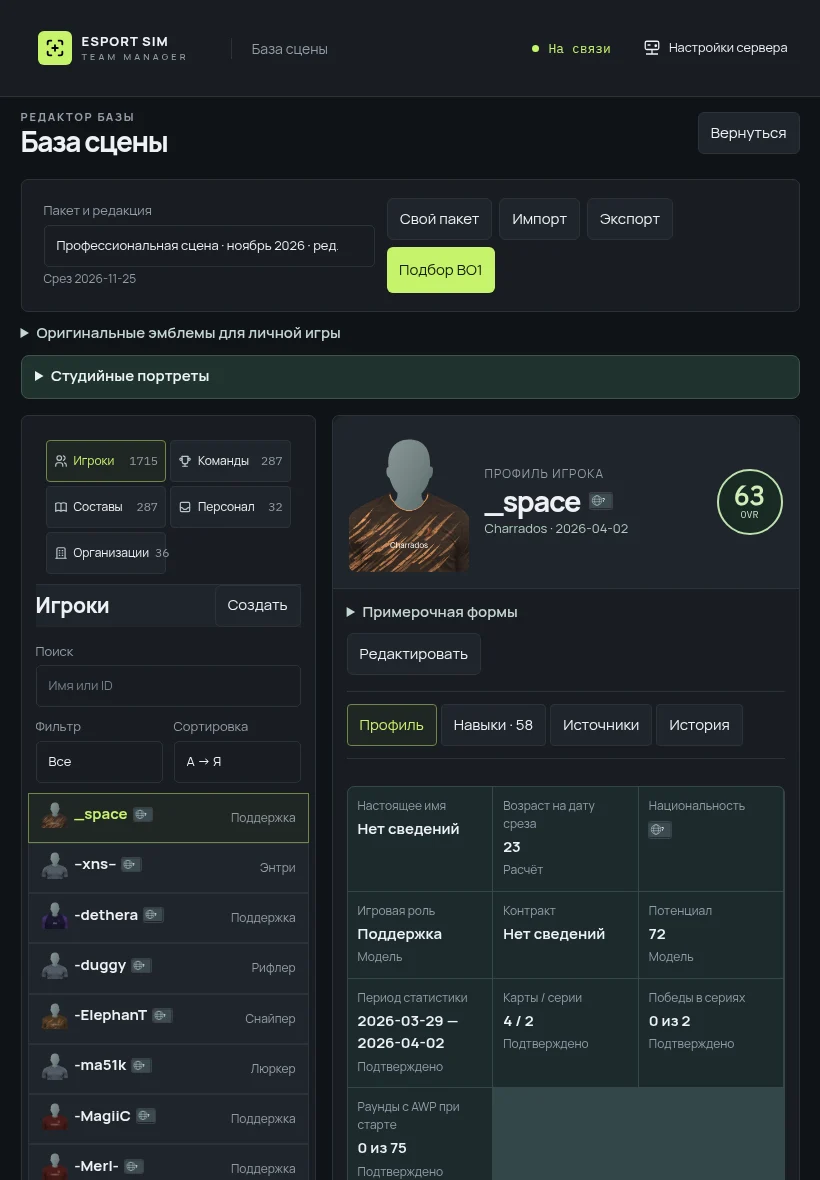 ESPORT SIM
TEAM MANAGER
База сцены
На связи
Настройки сервера
РЕДАКТОР БАЗЫ
База сцены
Вернуться
Пакет и редакция
Профессиональная сцена · ноябрь 2026 · ред.
Срез 2026-11-25
Свой пакет
Импорт
Экспорт
Подбор BO1
Оригинальные эмблемы для личной игры
Студийные портреты
Игроки 1715
Команды 287
Составы 287
Персонал 32
Организации 36
Игроки
Создать
Поиск
Имя или ID
Фильтр
Сортировка
Все
А → Я
_space
Поддержка
--xns--
Энтри
-dethera
Поддержка
-duggy
Рифлер
-ElephanT
Снайпер
-ma51k
Люркер
-MagiiC
Поддержка
-Merl-
Поддержка
Charrados
ПРОФИЛЬ ИГРОКА
_space
Charrados · 2026-04-02
63
OVR
Примерочная формы
Редактировать
Профиль
Навыки · 58
Источники
История
Настоящее имя
Нет сведений
Возраст на дату
среза
23
Расчёт
Национальность
Игровая роль
Поддержка
Модель
Контракт
Нет сведений
Потенциал
72
Модель
Период статистики
2026-03-29 —
2026-04-02
Подтверждено
Карты / серии
4 / 2
Подтверждено
Победы в сериях
0 из 2
Подтверждено
Раунды с AWP при
старте
0 из 75
Подтверждено